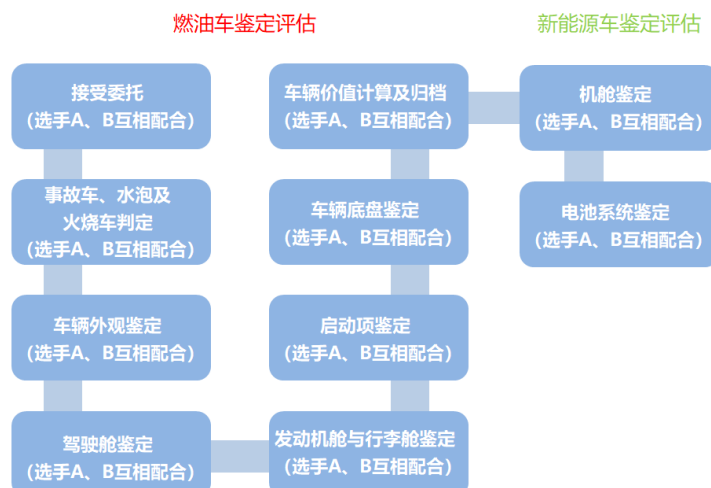 燃油车鉴定评估
新能源车鉴定评估
接受委托
(选手A、B互相配合)
事故车、水泡及
火烧车判定
(选手A、B互相配合)
车辆外观鉴定
(选手A、B互相配合)
驾驶舱鉴定
(选手A、B互相配合)
发动机舱与行李舱鉴定
(选手A、B互相配合)
启动项鉴定
(选手A、B互相配合)
车辆底盘鉴定
(选手A、B互相配合)
车辆价值计算及归档
(选手A、B互相配合)
机舱鉴定
(选手A、B互相配合)
电池系统鉴定
(选手A、B互相配合)